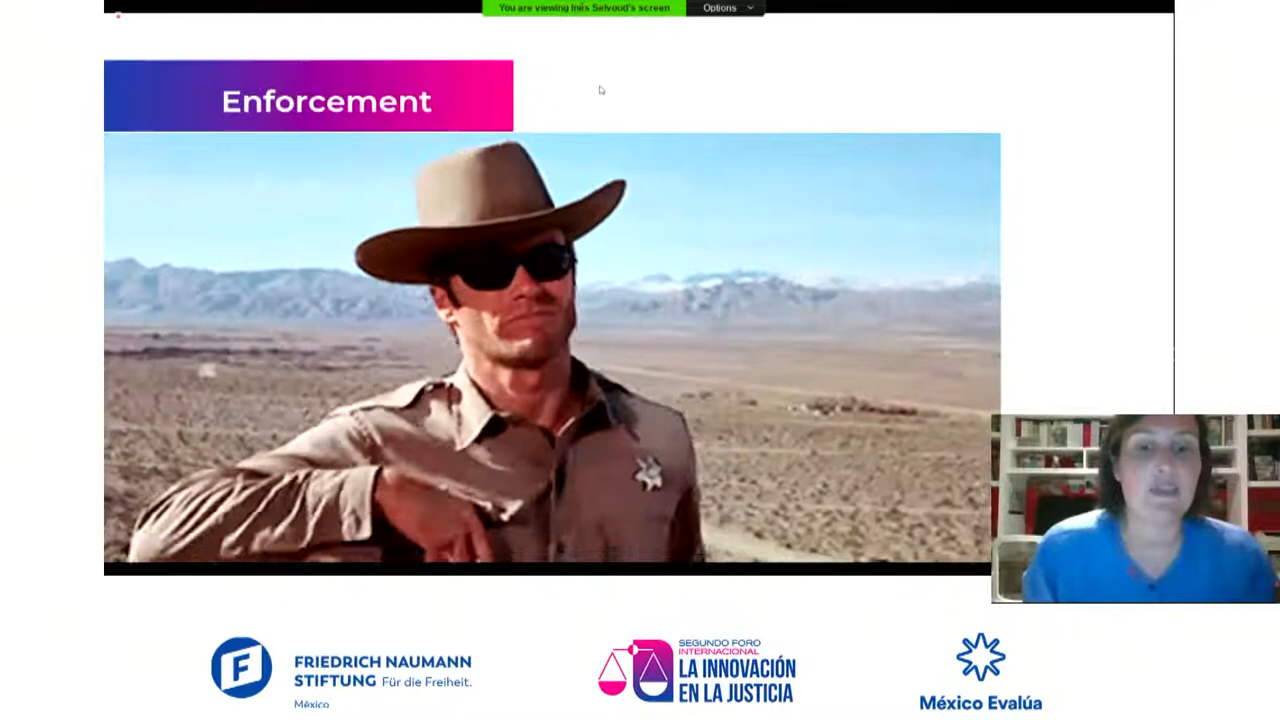 You are viewing Inés Selvood's screen
Options
Enforcement
FRIEDRICH NAUMANN
STIFTUNG Für die Freiheit.
México
SEGUNDO FORO
INTERNACIONAL
LA INNOVACIÓN
EN LA JUSTICIA
México Evalúa